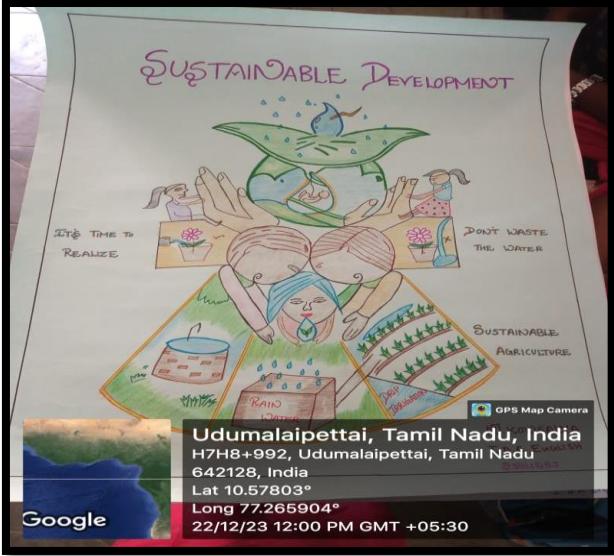 SUSTAINABLE DEVELOPMENT
IT'S TIME TO
REALIZE
DON'T WASTE
THE WATER
SUSTAINABLE
AGRICULTURE
RAIN
WATER
DRIP
IRRIGATION
GPS Map Camera
Udumalaipettai, Tamil Nadu, India
H7H8+992, Udumalaipettai, Tamil Nadu
642128, India
Lat 10.57803°
Long 77.265904°
22/12/23 12:00 PM GMT +05:30
Google